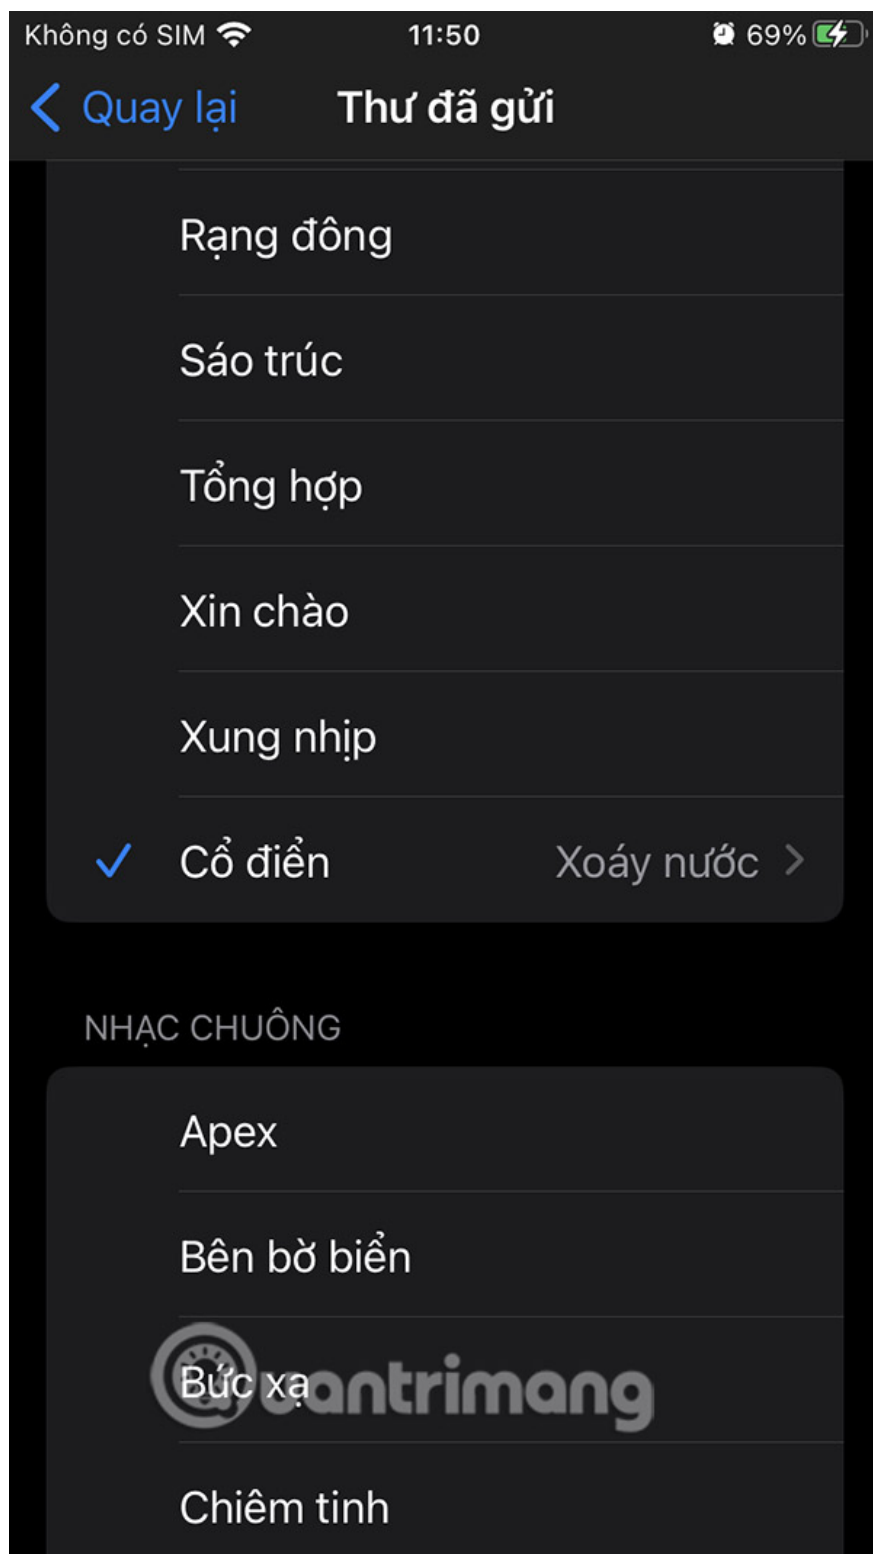 Không có SIM 11:50 69%
Quay lại Thư đã gửi
Rạng đông
Sáo trúc
Tổng hợp
Xin chào
Xung nhịp
Cổ điển Xoáy nước
NHẠC CHUÔNG
Apex
Bên bờ biển
Bức xạ
Quantrimang
Chiêm tinh